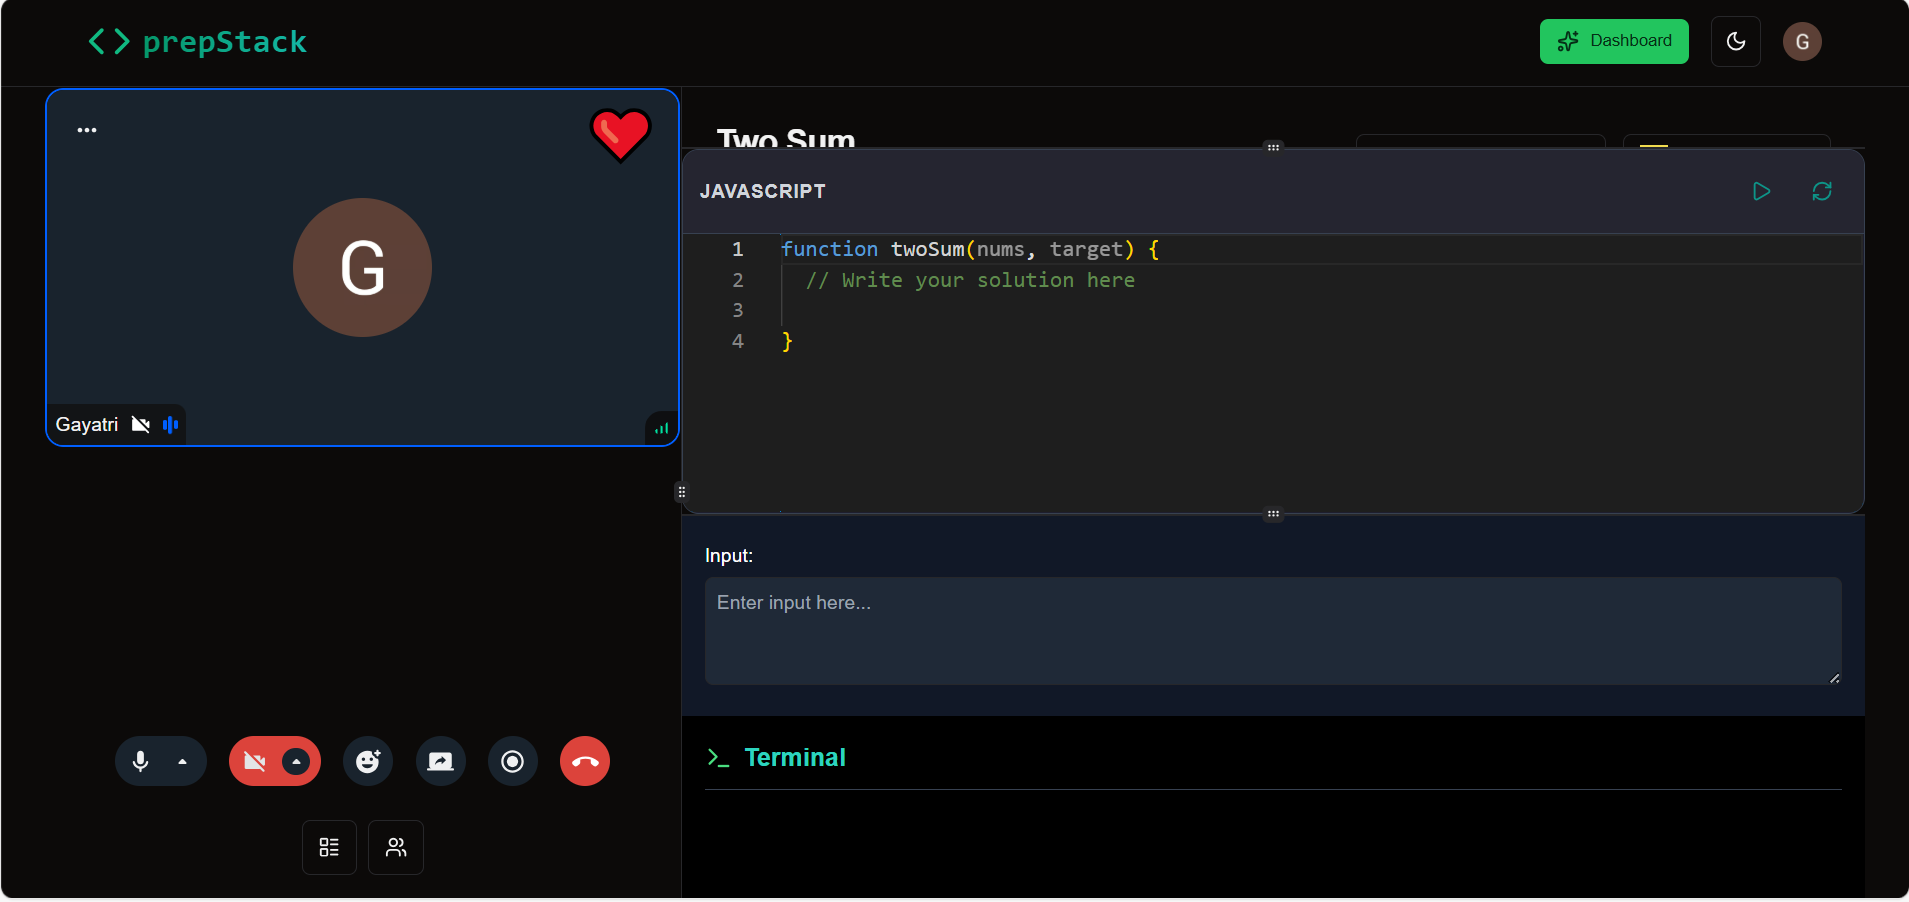 <> prepStack
Dashboard
G
G
Gayatri
Two Sum
JAVASCRIPT
1 function twoSum(nums, target) {
2 // Write your solution here
3
4 }
Input:
Enter input here...
>_ Terminal